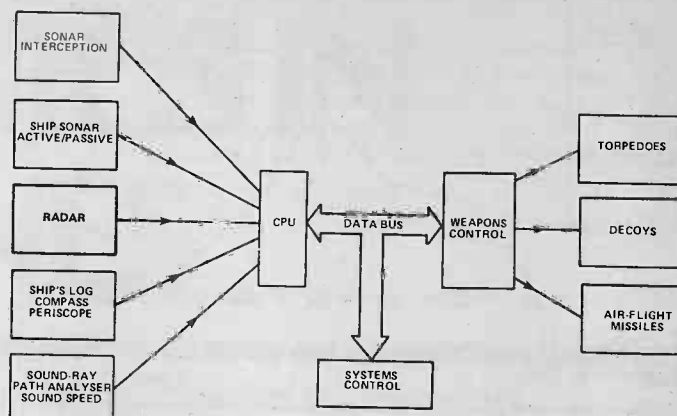 SONAR
INTERCEPTION
SHIP SONAR
ACTIVE/PASSIVE
RADAR
SHIP'S LOG
COMPASS
PERISCOPE
SOUND-RAY
PATH ANALYSER
SOUND SPEED
CPU
DATA BUS
SYSTEMS
CONTROL
WEAPONS
CONTROL
TORPEDOES
DECOYS
AIR-FLIGHT
MISSILES